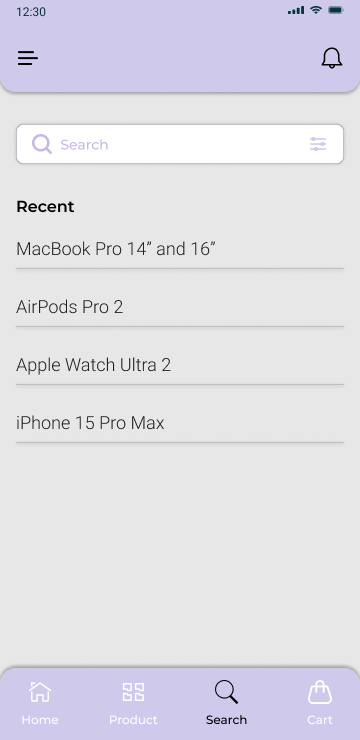 12:30
Search
Recent
MacBook Pro 14” and 16”
AirPods Pro 2
Apple Watch Ultra 2
iPhone 15 Pro Max
Home
Product
Search
Cart